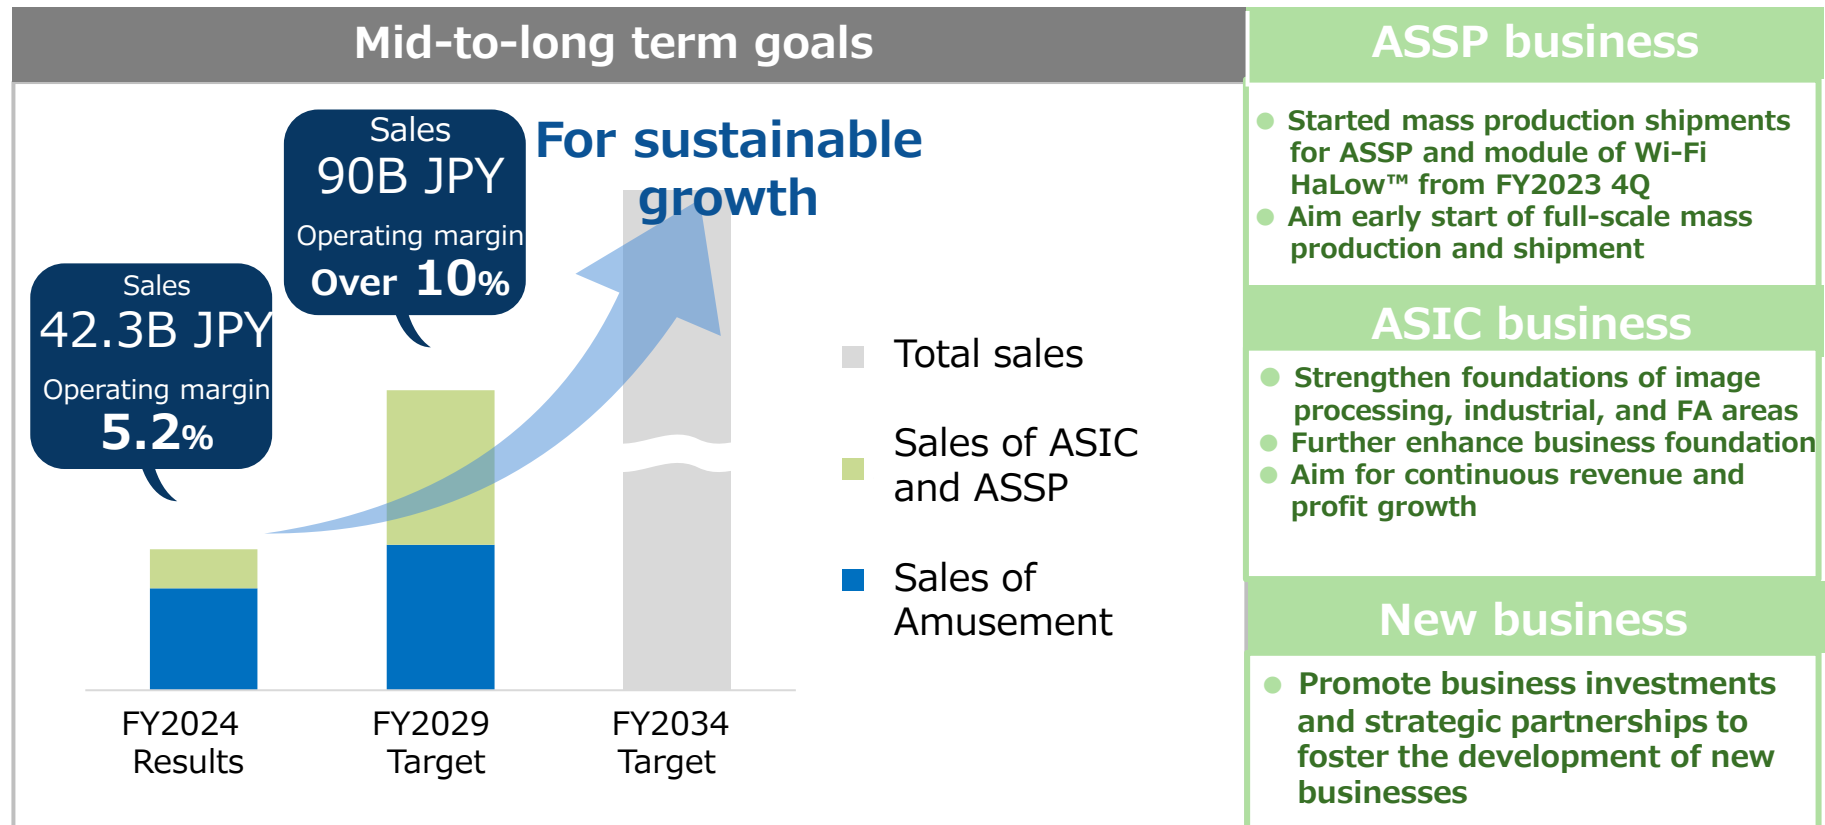 Mid-to-long term goals
For sustainable
growth
Sales
90B JPY
Operating margin
Over 10%
Sales
42.3B JPY
Operating margin
5.2%
Total sales
Sales of ASIC
and ASSP
Sales of
Amusement
FY2024
Results
FY2029
Target
FY2034
Target
ASSP business
Started mass production shipments
for ASSP and module of Wi-Fi
HaLow™ from FY2023 4Q
Aim early start of full-scale mass
production and shipment
ASIC business
Strengthen foundations of image
processing, industrial, and FA areas
Further enhance business foundation
Aim for continuous revenue and
profit growth
New business
Promote business investments
and strategic partnerships to
foster the development of new
businesses